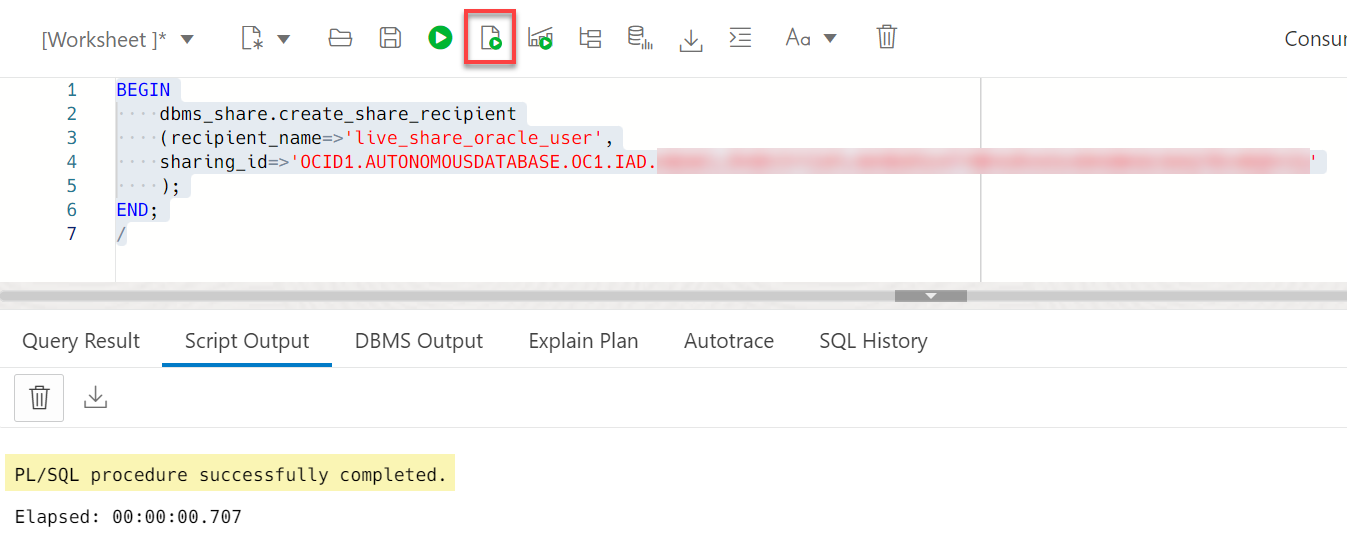 [Worksheet ]*
Aa
Consu
1 BEGIN
2 dbms_share.create_share_recipient
3 (recipient_name=>'live_share_oracle_user',
4 sharing_id=>'OCID1.AUTONOMOUSDATABASE.OC1.IAD. '
5 );
6 END;
7 /
Query Result Script Output DBMS Output Explain Plan Autotrace SQL History
PL/SQL procedure successfully completed.
Elapsed: 00:00:00.707